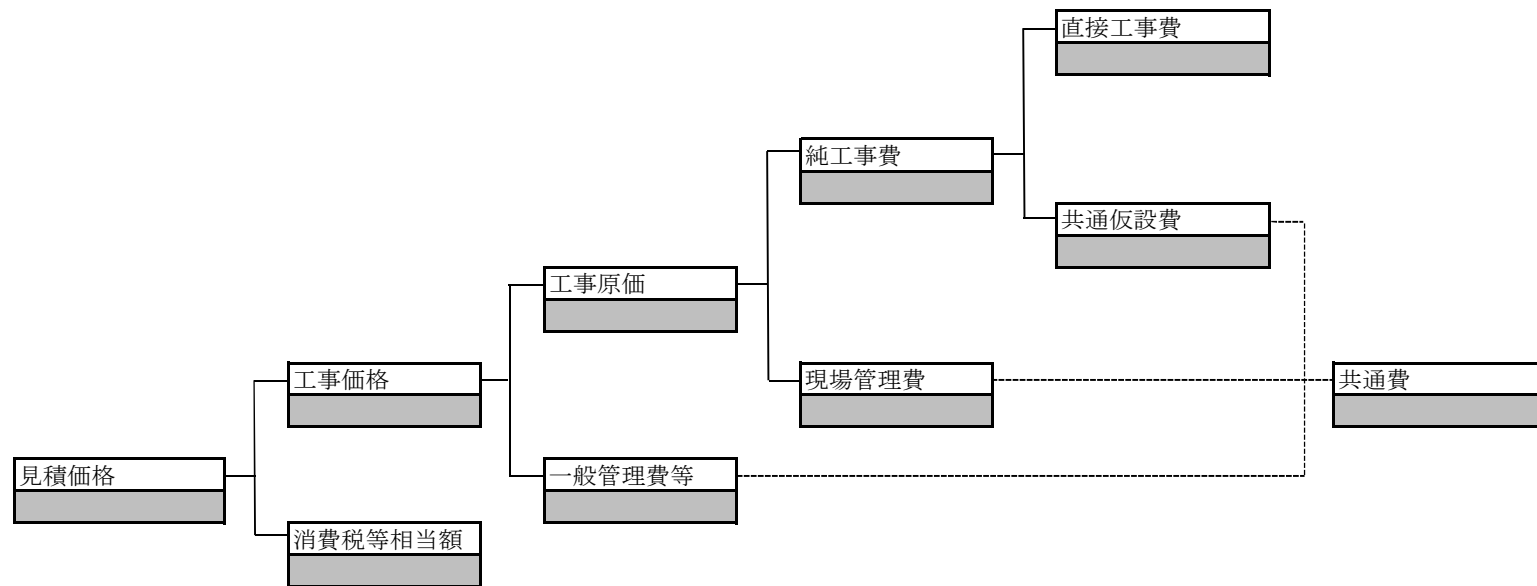 直接工事費
純工事費
共通仮設費
工事原価
工事価格
現場管理費
共通費
見積価格
一般管理費等
消費税等相当額